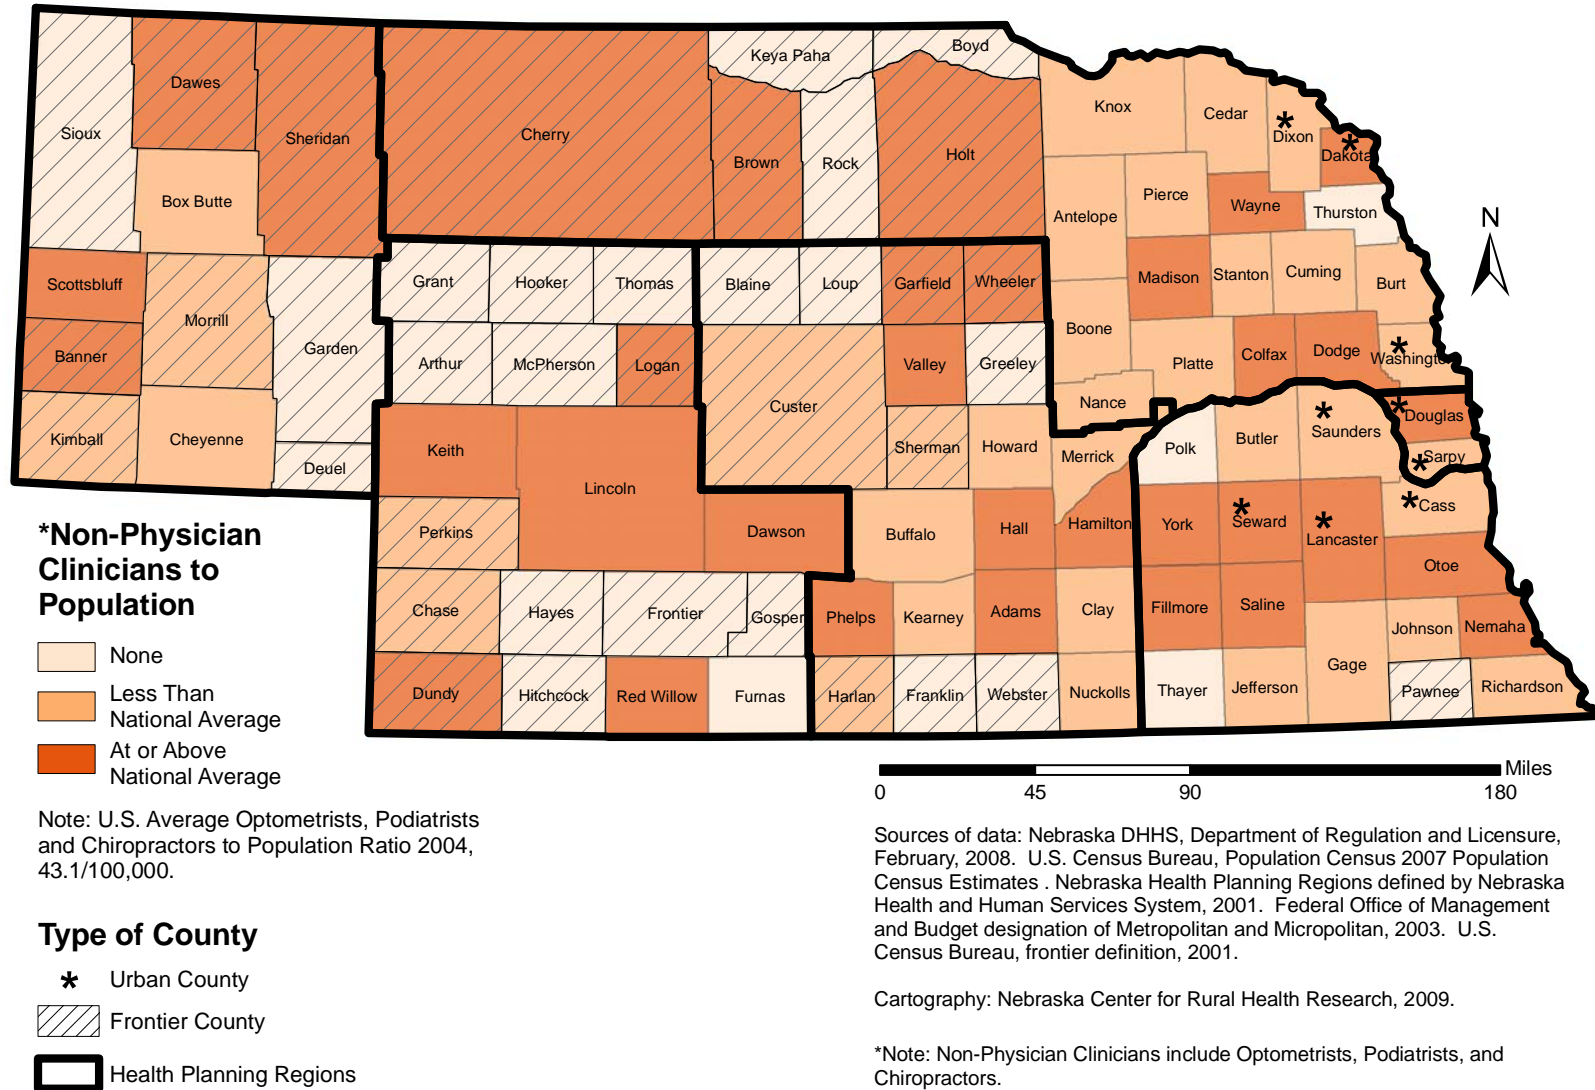 Keya Paha
Boyd
Dawes
Sioux
Sheridan
Cherry
Brown
Rock
Holt
Knox
Cedar
Dixon
Dakota
Box Butte
Antelope
Pierce
Wayne
Thurston
N
Scottsbluff
Morrill
Garden
Grant
Hooker
Thomas
Blaine
Loup
Garfield
Wheeler
Madison
Stanton
Cuming
Burt
Banner
Arthur
McPherson
Logan
Valley
Greeley
Boone
Platte
Colfax
Dodge
Washington
Kimball
Cheyenne
Deuel
Keith
Lincoln
Custer
Sherman
Howard
Nance
Merrick
Polk
Butler
Saunders
Douglas
Sarpy
Perkins
Dawson
Buffalo
Hall
Hamilton
York
Seward
Lancaster
Cass
Otoe
Chase
Hayes
Frontier
Gosper
Phelps
Kearney
Adams
Clay
Fillmore
Saline
Johnson
Nemaha
Dundy
Hitchcock
Red Willow
Furnas
Harlan
Franklin
Webster
Nuckolls
Thayer
Jefferson
Gage
Pawnee
Richardson
*Non-Physician
Clinicians to
Population
None
Less Than
National Average
At or Above
National Average
Note: U.S. Average Optometrists, Podiatrists
and Chiropractors to Population Ratio 2004,
43.1/100,000.
Type of County
* Urban County
Frontier County
Health Planning Regions
Miles
0 45 90 180
Sources of data: Nebraska DHHS, Department of Regulation and Licensure,
February, 2008. U.S. Census Bureau, Population Census 2007 Population
Census Estimates . Nebraska Health Planning Regions defined by Nebraska
Health and Human Services System, 2001. Federal Office of Management
and Budget designation of Metropolitan and Micropolitan, 2003. U.S.
Census Bureau, frontier definition, 2001.
Cartography: Nebraska Center for Rural Health Research, 2009.
*Note: Non-Physician Clinicians include Optometrists, Podiatrists, and
Chiropractors.